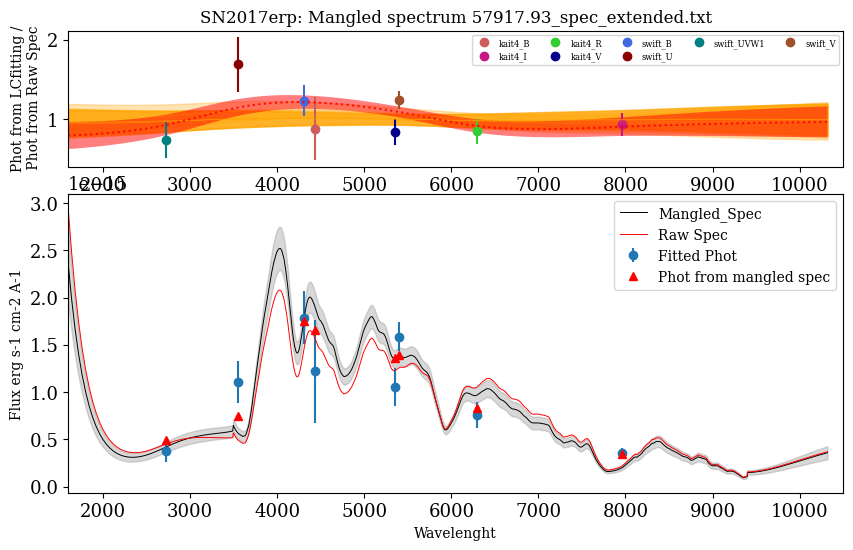 SN2017erp: Mangled spectrum 57917.93_spec_extended.txt
Phot from LCfitting /
Phot from Raw Spec
2
1
kait4_B
kait4_R
swift_B
swift_UVW1
swift_V
kait4_I
kait4_V
swift_U
2000
3000
4000
5000
6000
7000
8000
9000
10000
1e−15
Flux erg s-1 cm-2 A-1
3.0
2.5
2.0
1.5
1.0
0.5
0.0
Mangled_Spec
Raw Spec
Fitted Phot
Phot from mangled spec
2000
3000
4000
5000
6000
7000
8000
9000
10000
Wavelenght